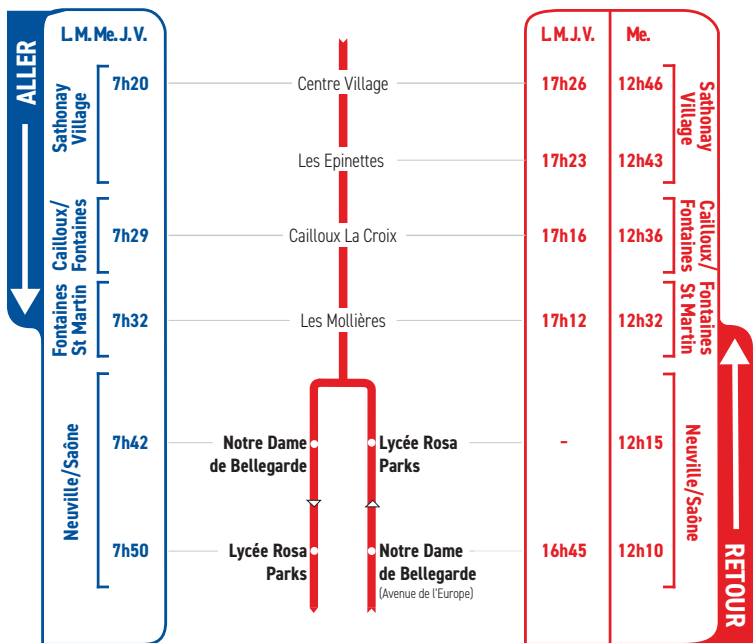 ALLER
L.M.Me.J.V.
L.M.J.V.
Me.
Sathonay
Village
7h20
Centre Village
17h26
12h46
Sathonay
Village
Les Epinettes
17h23
12h43
Cailloux/
Fontaines
7h29
Cailloux La Croix
17h16
12h36
Cailloux/
Fontaines
Fontaines
St Martin
7h32
Les Mollières
17h12
12h32
Fontaines
St Martin
Neuville/Saône
7h42
Notre Dame
de Bellegarde
Lycée Rosa
Parks
-
12h15
Neuville/Saône
7h50
Lycée Rosa
Parks
Notre Dame
de Bellegarde
(Avenue de l'Europe)
16h45
12h10
RETOUR